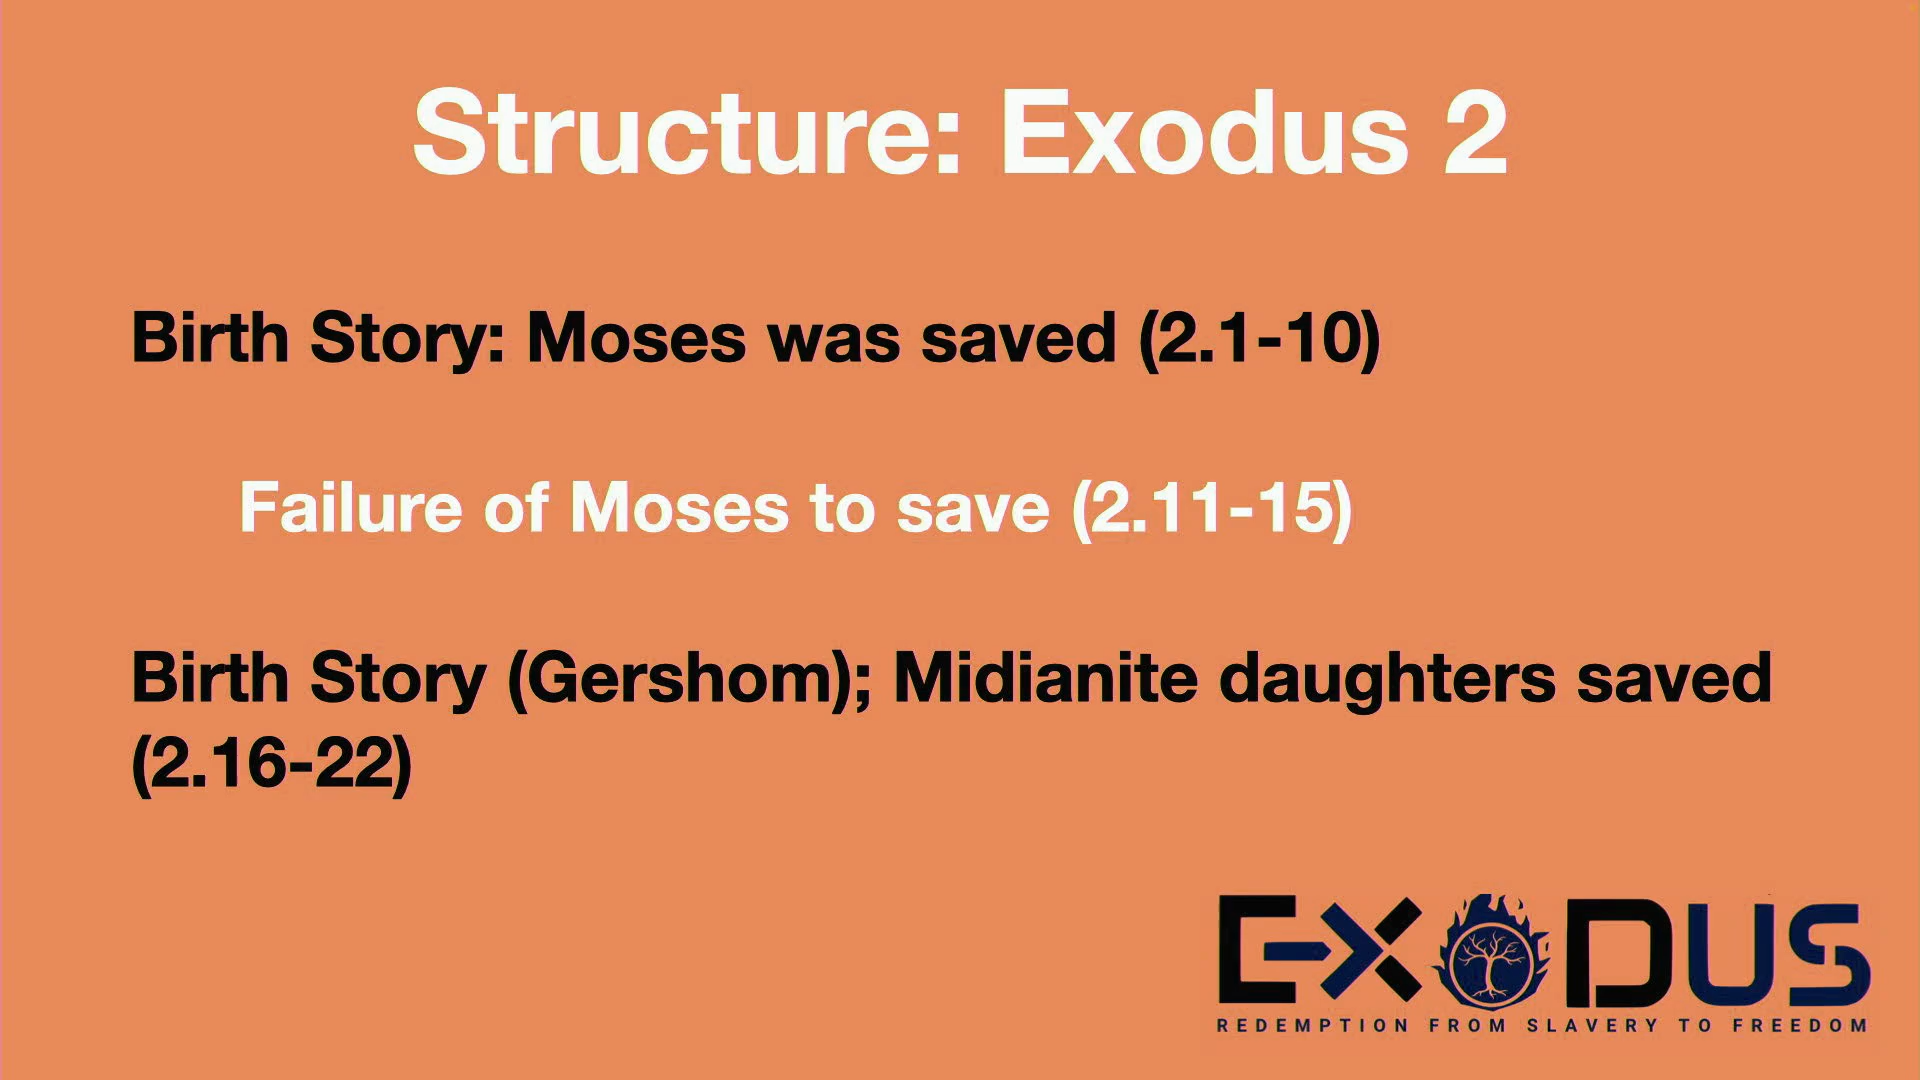 Structure: Exodus 2
Birth Story: Moses was saved (2.1-10)
Failure of Moses to save (2.11-15)
Birth Story (Gershom); Midianite daughters saved
(2.16-22)
EXODUS
REDEMPTION FROM SLAVERY TO FREEDOM